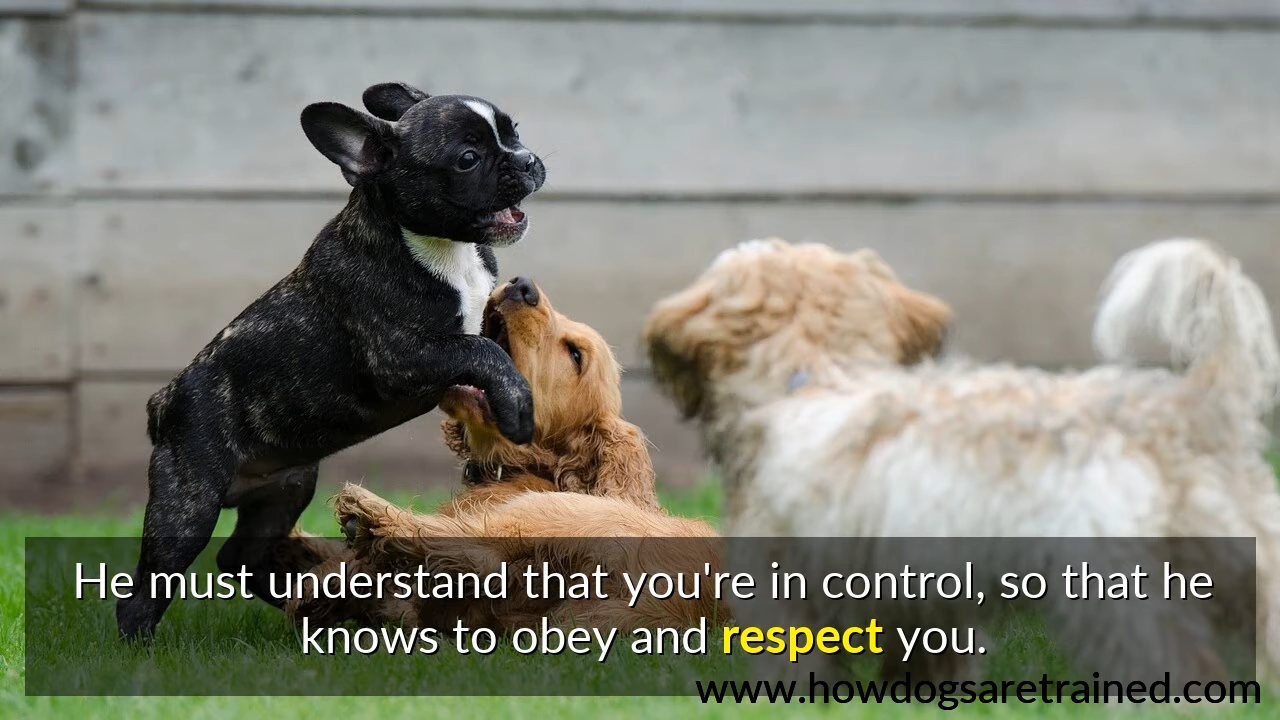 He must understand that you're in control, so that he
knows to obey and respect you.
www.howdogsaretrained.com